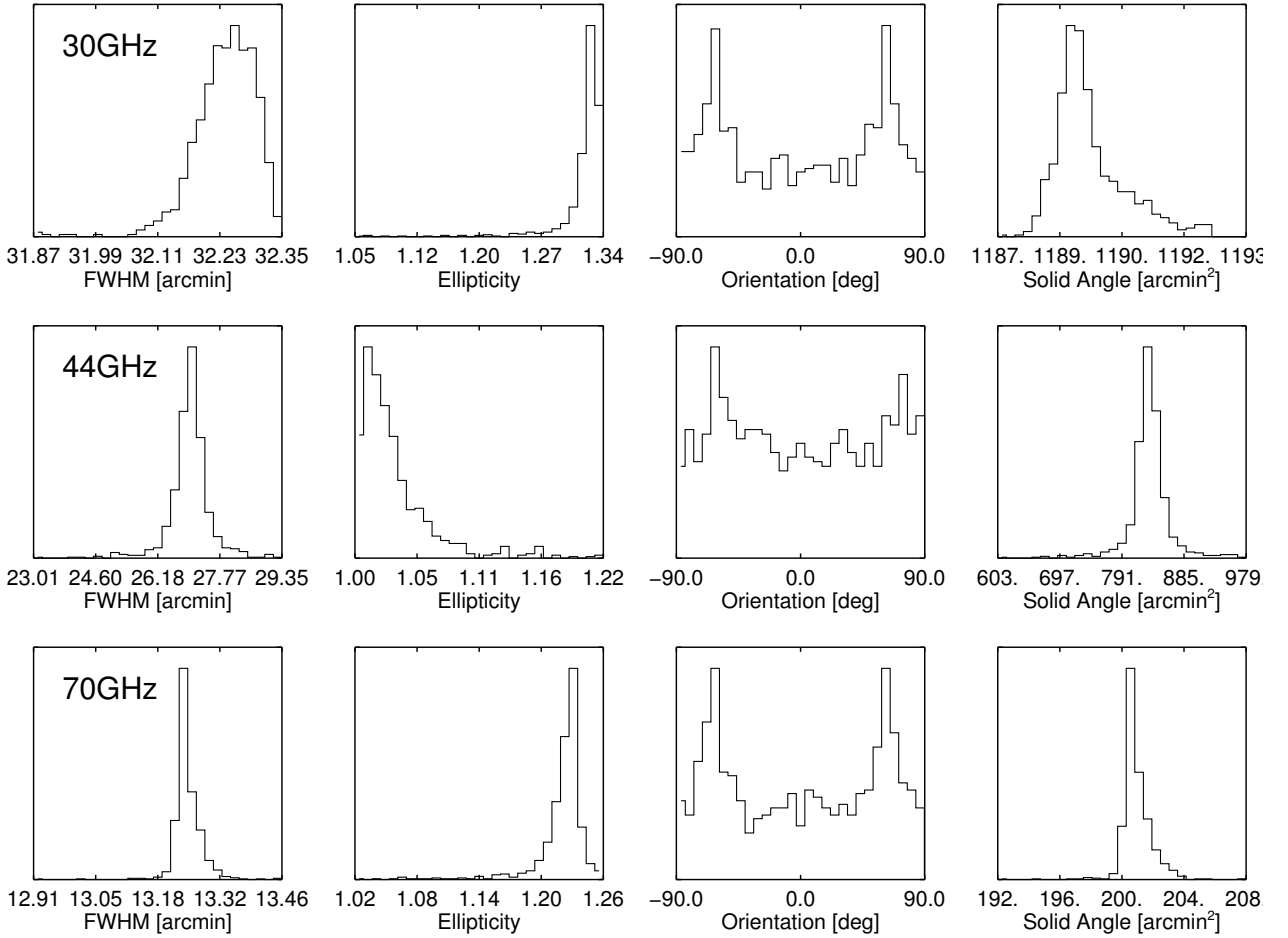 30GHz
31.87 31.99 32.11 32.23 32.35
FWHM [arcmin]
1.05 1.12 1.20 1.27 1.34
Ellipticity
−90.0 0.0 90.0
Orientation [deg]
1187. 1189. 1190. 1192. 1193
Solid Angle [arcmin²]
44GHz
23.01 24.60 26.18 27.77 29.35
FWHM [arcmin]
1.00 1.05 1.11 1.16 1.22
Ellipticity
−90.0 0.0 90.0
Orientation [deg]
603. 697. 791. 885. 979.
Solid Angle [arcmin²]
70GHz
12.91 13.05 13.18 13.32 13.46
FWHM [arcmin]
1.02 1.08 1.14 1.20 1.26
Ellipticity
−90.0 0.0 90.0
Orientation [deg]
192. 196. 200. 204. 208.
Solid Angle [arcmin²]